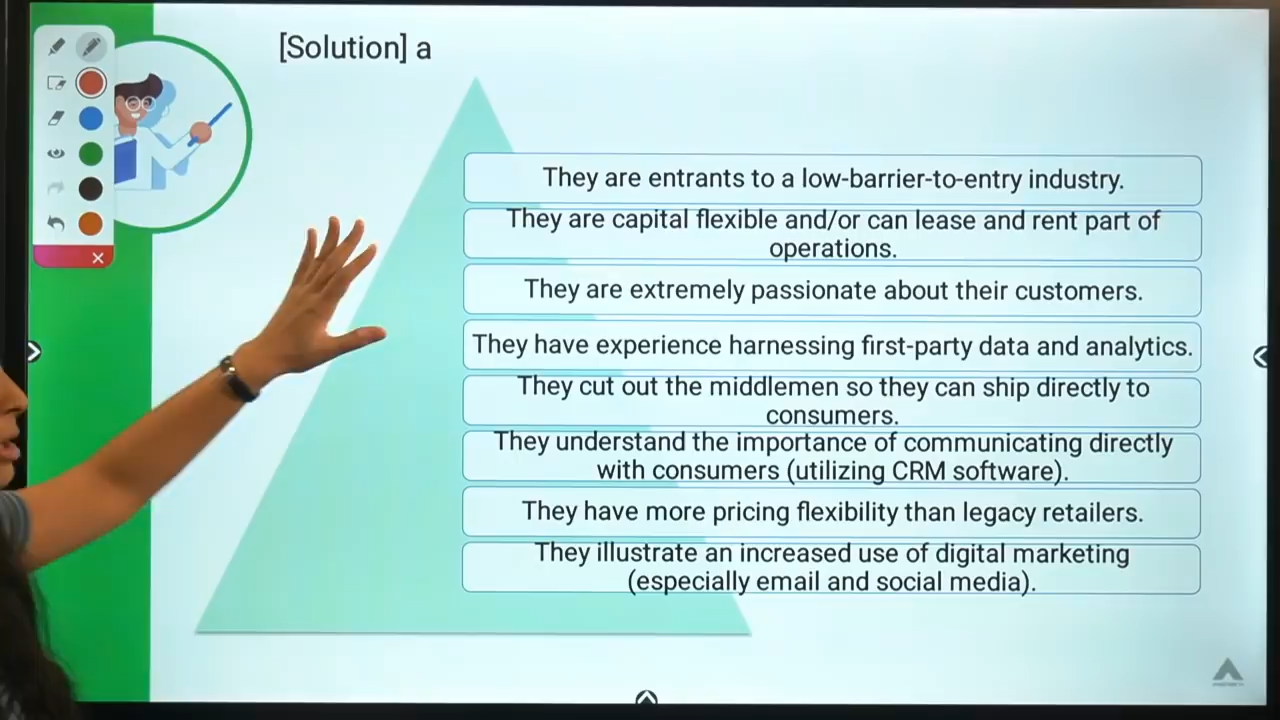 [Solution] a
They are entrants to a low-barrier-to-entry industry.
They are capital flexible and/or can lease and rent part of
operations.
They are extremely passionate about their customers.
They have experience harnessing first-party data and analytics.
They cut out the middlemen so they can ship directly to
consumers.
They understand the importance of communicating directly
with consumers (utilizing CRM software).
They have more pricing flexibility than legacy retailers.
They illustrate an increased use of digital marketing
(especially email and social media).